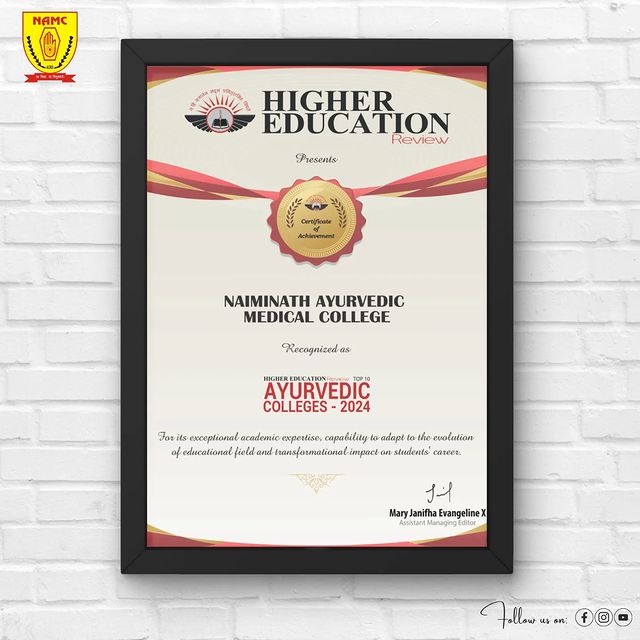 NAMC
HIGHER
EDUCATION
Review
Presents
Certificate
of
Achievement
NAIMINATH AYURVEDIC
MEDICAL COLLEGE
Recognized as
HIGHER EDUCATION Review TOP 10
AYURVEDIC
COLLEGES - 2024
For its exceptional academic expertise, capability to adapt to the evolution
of educational field and transformational impact on students' career.
Mary Janifha Evangeline X
Assistant Managing Editor
Follow us on: